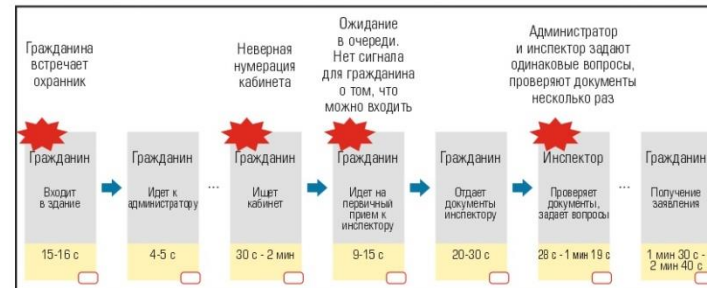 Гражданина
встречает
охранник
Неверная
нумерация
кабинета
Ожидание
в очереди.
Нет сигнала
для гражданина
о том, что
можно входить
Администратор
и инспектор задают
одинаковые вопросы,
проверяют документы
несколько раз
Гражданин
Входит
в здание
15-16 с
Гражданин
Идет к
администратору
4-5 с
...
Гражданин
Ищет
кабинет
30 с - 2 мин
Гражданин
Идет на
первичный
прием к
инспектору
9-15 с
Гражданин
Отдает
документы
инспектору
20-30 с
Инспектор
Проверяет
документы,
задает вопросы
28 с - 1 мин 19 с
...
Гражданин
Получение
заявления
1 мин 30 с -
2 мин 40 с